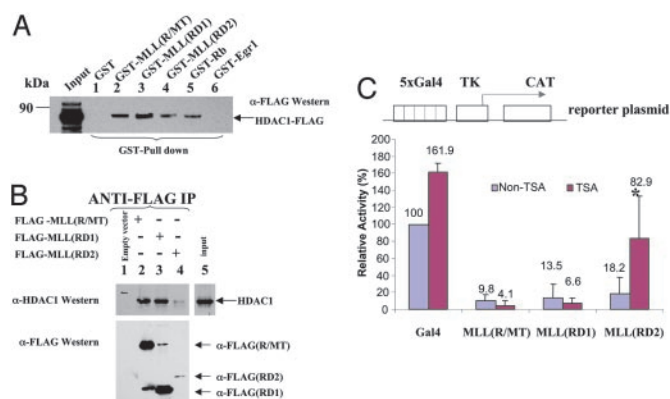 A
Input
GST
GST-MLL(R/MT)
GST-MLL(RD1)
GST-MLL(RD2)
GST-Rb
GST-Egr1
kDa
1 2 3 4 5 6
90
α-FLAG Western
HDAC1-FLAG
GST-Pull down
B
ANTI-FLAG IP
Empty vector
FLAG -MLL(R/MT) + - -
FLAG-MLL(RD1) - + -
FLAG-MLL(RD2) - - +
input
1 2 3 4 5
α-HDAC1 Western
HDAC1
α-FLAG Western
α-FLAG(R/MT)
α-FLAG(RD2)
α-FLAG(RD1)
C
5xGal4 TK CAT
reporter plasmid
Relative Activity (%)
200
180
160
140
120
100
80
60
40
20
0
Non-TSA TSA
100
161.9
9.8
4.1
13.5
6.6
18.2
82.9
*
Gal4 MLL(R/MT) MLL(RD1) MLL(RD2)